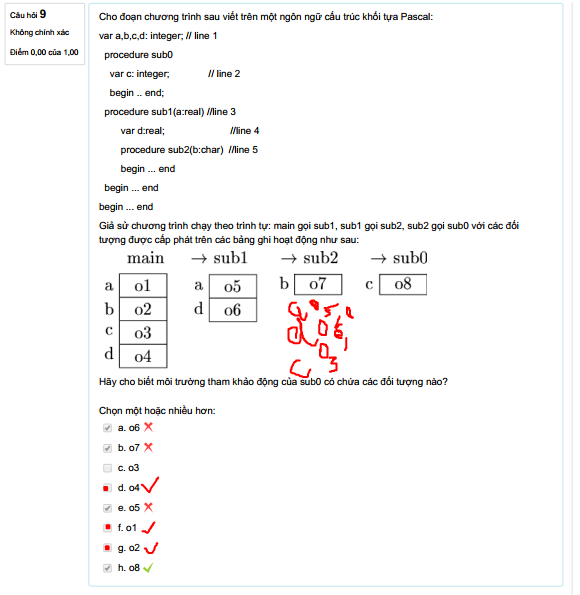 Câu hỏi 9
Không chính xác
Điểm 0,00 của 1,00
Cho đoạn chương trình sau viết trên một ngôn ngữ cấu trúc khối tựa Pascal:
var a,b,c,d: integer; // line 1
procedure sub0
var c: integer; // line 2
begin .. end;
procedure sub1(a:real) //line 3
var d:real; //line 4
procedure sub2(b:char) //line 5
begin ... end
begin ... end
begin ... end
Giả sử chương trình chạy theo trình tự: main gọi sub1, sub1 gọi sub2, sub2 gọi sub0 với các đối
tượng được cấp phát trên các bảng ghi hoạt động như sau:
main → sub1 → sub2 → sub0
a o1 a o5 b o7 c o8
b o2 d o6
c o3
d o4
Hãy cho biết môi trường tham khảo động của sub0 có chứa các đối tượng nào?
Chọn một hoặc nhiều hơn:
a. o6
b. o7
c. o3
d. o4
e. o5
f. o1
g. o2
h. o8